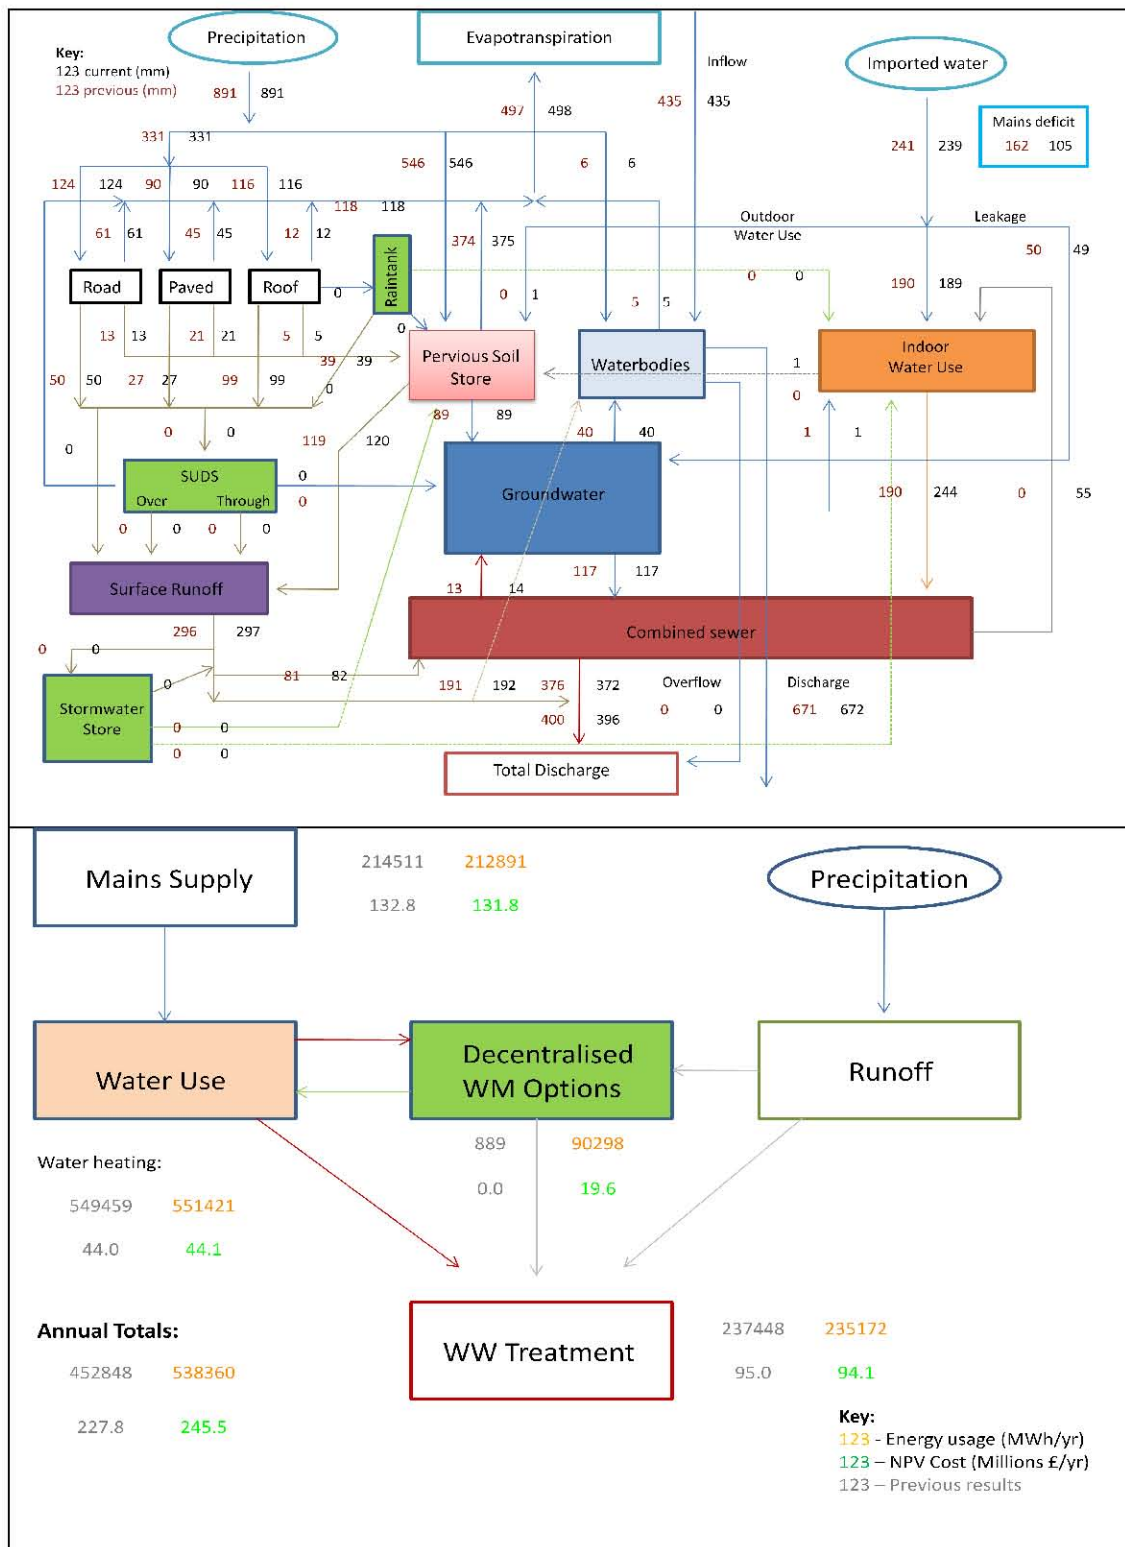 Precipitation
Evapotranspiration
Key:
123 current (mm)
123 previous (mm)
Inflow
Imported water
891 891
497 498
435 435
Mains deficit
162 105
241 239
331 331
546 546
6 6
124 124 90 90 116 116
118 118
Outdoor
Water Use
Leakage
61 61 45 45 12 12
374 375
50 49
Road
Paved
Roof
Raintank
0
0 0
190 189
0 1
5 5
0
13 13 21 21 5 5
39 39
Pervious Soil
Store
Waterbodies
Indoor
Water Use
1
0
50 50 27 27 99 99
0
89 89
40 40
1 1
0 0
119 120
0
SUDS
Over Through
0
0
Groundwater
190 244
0 55
0 0 0 0
Surface Runoff
117 117
13 14
Combined sewer
296 297
0 0
81 82
0
191 192
376 372
Overflow
0 0
Discharge
671 672
Stormwater
Store
400 396
0 0
0 0
Total Discharge
Mains Supply
214511 212891
132.8 131.8
Precipitation
Water Use
Decentralised
WM Options
Runoff
889 90298
0.0 19.6
Water heating:
549459 551421
44.0 44.1
Annual Totals:
452848 538360
227.8 245.5
WW Treatment
237448 235172
95.0 94.1
Key:
123 - Energy usage (MWh/yr)
123 – NPV Cost (Millions £/yr)
123 – Previous results